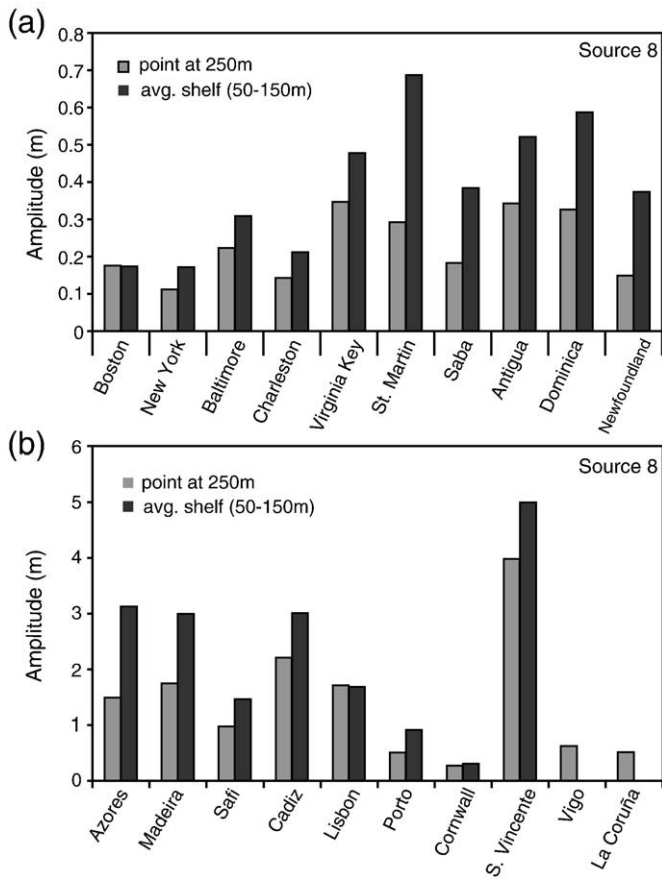 (a)
0.8
0.7
0.6
0.5
0.4
0.3
0.2
0.1
0
Amplitude (m)
Source 8
point at 250m
avg. shelf (50-150m)
Boston
New York
Baltimore
Charleston
Virginia Key
St. Martin
Saba
Antigua
Dominica
Newfoundland
(b)
6
5
4
3
2
1
0
Amplitude (m)
Source 8
point at 250m
avg. shelf (50-150m)
Azores
Madeira
Safi
Cadiz
Lisbon
Porto
Cornwall
S. Vincente
Vigo
La Coruña